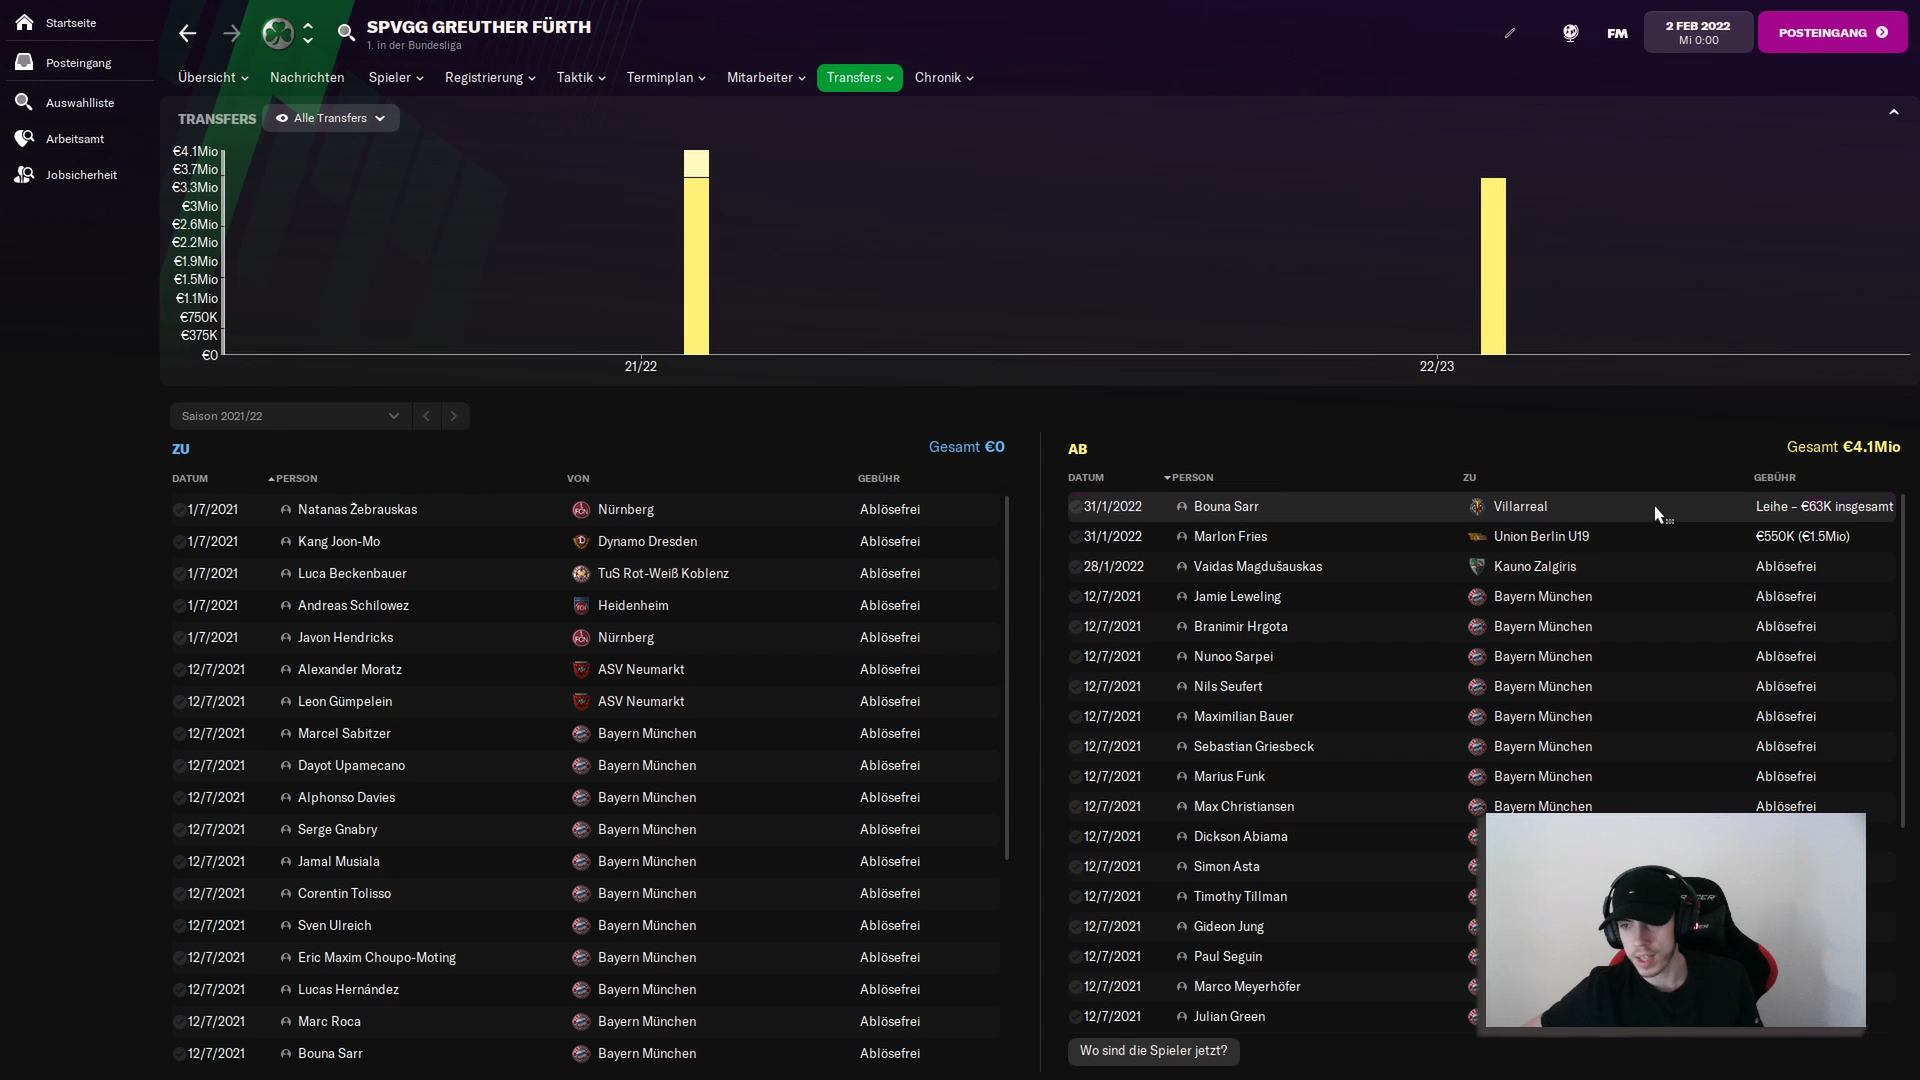 Startseite
Posteingang
Auswahlliste
Arbeitsamt
Jobsicherheit
SPVGG GREUTHER FÜRTH
1. in der Bundesliga
FM
2 FEB 2022
Mi 0:00
POSTEINGANG
Übersicht Nachrichten Spieler Registrierung Taktik Terminplan Mitarbeiter Transfers Chronik
TRANSFERS Alle Transfers
€4.1Mio
€3.7Mio
€3.3Mio
€3Mio
€2.6Mio
€2.2Mio
€1.9Mio
€1.5Mio
€1.1Mio
€750K
€375K
€0
21/22 22/23
Saison 2021/22
ZU Gesamt €0
DATUM PERSON VON GEBÜHR
1/7/2021 Natanas Žebrauskas Nürnberg Ablösefrei
1/7/2021 Kang Joon-Mo Dynamo Dresden Ablösefrei
1/7/2021 Luca Beckenbauer TuS Rot-Weiß Koblenz Ablösefrei
1/7/2021 Andreas Schilowez Heidenheim Ablösefrei
1/7/2021 Javon Hendricks Nürnberg Ablösefrei
12/7/2021 Alexander Moratz ASV Neumarkt Ablösefrei
12/7/2021 Leon Gümpelein ASV Neumarkt Ablösefrei
12/7/2021 Marcel Sabitzer Bayern München Ablösefrei
12/7/2021 Dayot Upamecano Bayern München Ablösefrei
12/7/2021 Alphonso Davies Bayern München Ablösefrei
12/7/2021 Serge Gnabry Bayern München Ablösefrei
12/7/2021 Jamal Musiala Bayern München Ablösefrei
12/7/2021 Corentin Tolisso Bayern München Ablösefrei
12/7/2021 Sven Ulreich Bayern München Ablösefrei
12/7/2021 Eric Maxim Choupo-Moting Bayern München Ablösefrei
12/7/2021 Lucas Hernández Bayern München Ablösefrei
12/7/2021 Marc Roca Bayern München Ablösefrei
12/7/2021 Bouna Sarr Bayern München Ablösefrei
AB Gesamt €4.1Mio
DATUM PERSON ZU GEBÜHR
31/1/2022 Bouna Sarr Villarreal Leihe - €63K insgesamt
31/1/2022 Marlon Fries Union Berlin U19 €550K (€1.5Mio)
28/1/2022 Vaidas Magdušauskas Kauno Zalgiris Ablösefrei
12/7/2021 Jamie Leweling Bayern München Ablösefrei
12/7/2021 Branimir Hrgota Bayern München Ablösefrei
12/7/2021 Nunoo Sarpei Bayern München Ablösefrei
12/7/2021 Nils Seufert Bayern München Ablösefrei
12/7/2021 Maximilian Bauer Bayern München Ablösefrei
12/7/2021 Sebastian Griesbeck Bayern München Ablösefrei
12/7/2021 Marius Funk Bayern München Ablösefrei
12/7/2021 Max Christiansen Bayern München Ablösefrei
12/7/2021 Dickson Abiama
12/7/2021 Simon Asta
12/7/2021 Timothy Tillman
12/7/2021 Gideon Jung
12/7/2021 Paul Seguin
12/7/2021 Marco Meyerhöfer
12/7/2021 Julian Green
Wo sind die Spieler jetzt?